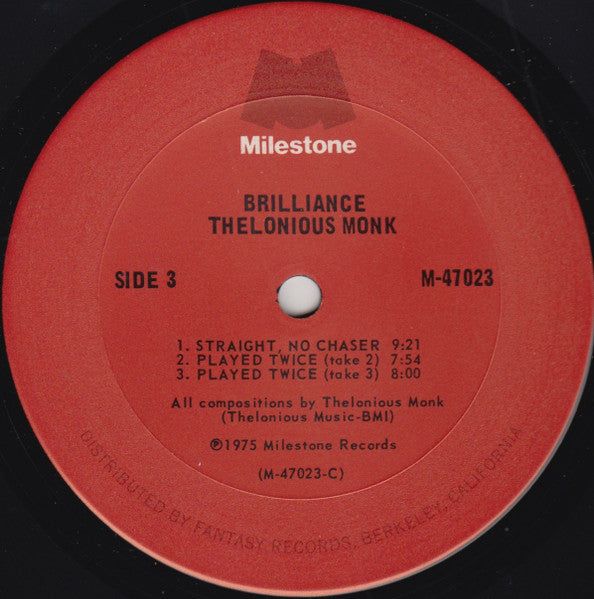 Milestone
BRILLIANCE
THELONIOUS MONK
SIDE 3
M-47023
1. STRAIGHT, NO CHASER 9:21
2. PLAYED TWICE (take 2) 7:54
3. PLAYED TWICE (take 3) 8:00
All compositions by Thelonious Monk
(Thelonious Music-BMI)
℗1975 Milestone Records
(M-47023-C)
DISTRIBUTED BY FANTASY RECORDS, BERKELEY, CALIFORNIA